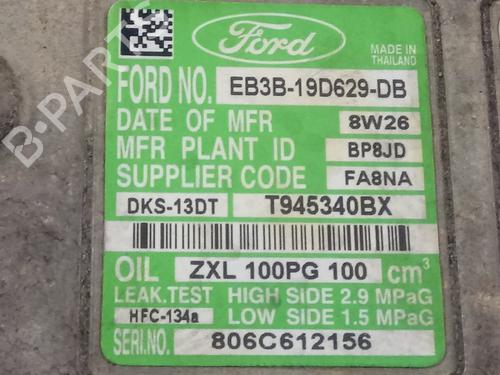 Ford
MADE IN
THAILAND
FORD NO. EB3B-19D629-DB
DATE OF MFR 8W26
MFR PLANT ID BP8JD
SUPPLIER CODE FA8NA
DKS-13DT T945340BX
OIL ZXL 100PG 100 cm³
LEAK.TEST HIGH SIDE 2.9 MPaG
HFC-134a LOW SIDE 1.5 MPaG
SERI.NO. 806C612156
B-PARTS